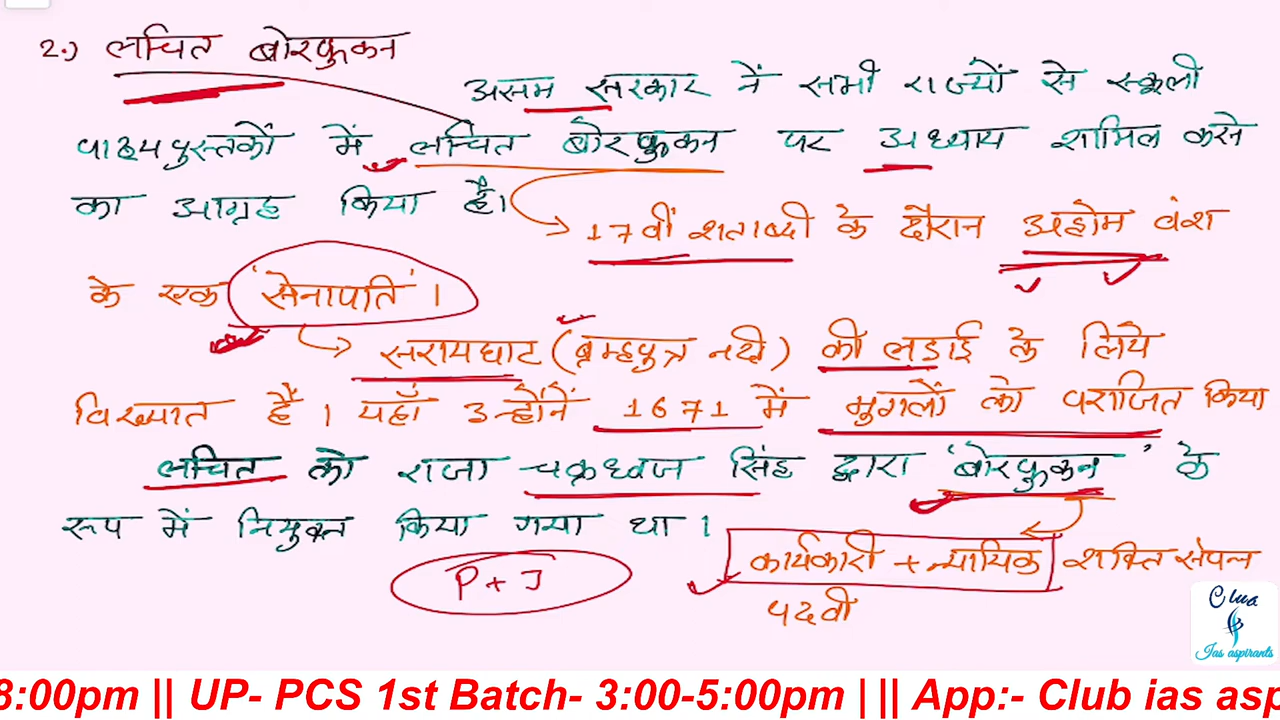 2.) लचित बोरफुकन
असम सरकार नें सभी राज्यों से स्कूली
पाठ्यपुस्तकों में लचित बोरफुकन पर अध्याय शामिल करने
का आग्रह किया है।
17वीं शताब्दी के दौरान अहोम वंश
के एक 'सेनापति' ।
सरायघाट (ब्रम्हपुत्र नदी) की लडाई के लिये
विख्यात हैं । यहाँ उन्होंनें 1671 में मुगलों को पराजित किया
लचित को राजा चक्रध्वज सिंह द्वारा 'बोरफुकन' के
रूप में नियुक्त किया गया था ।
कार्यकारी + न्यायिक शक्ति संपन्न
P + J
पदवी
Club
Ias aspirants
8:00pm || UP- PCS 1st Batch- 3:00-5:00pm | || App:- Club ias asp